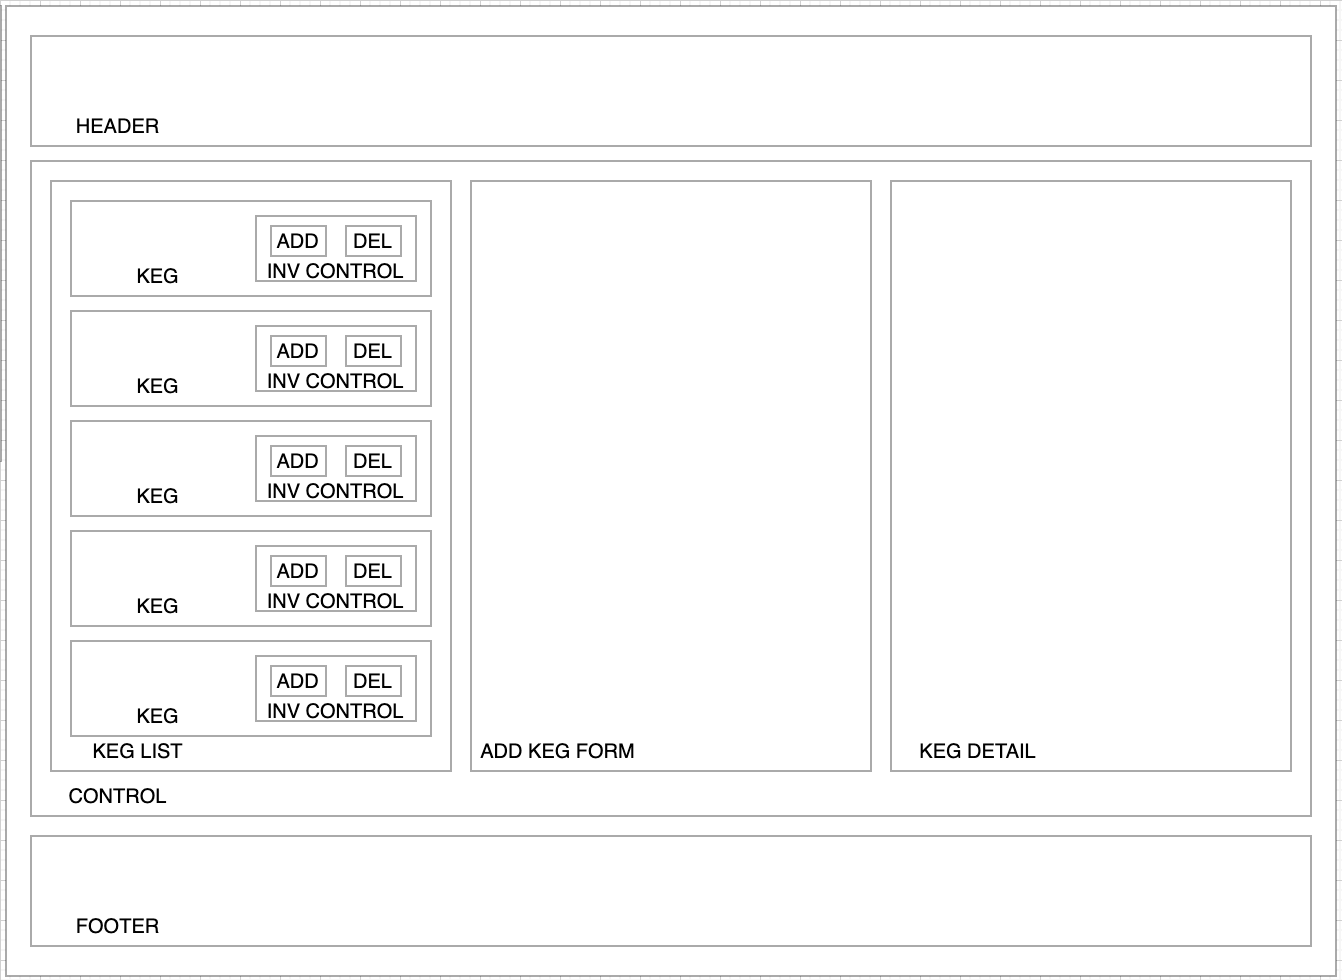 HEADER
ADD DEL
INV CONTROL
KEG
ADD DEL
INV CONTROL
KEG
ADD DEL
INV CONTROL
KEG
ADD DEL
INV CONTROL
KEG
ADD DEL
INV CONTROL
KEG
KEG LIST
ADD KEG FORM
KEG DETAIL
CONTROL
FOOTER